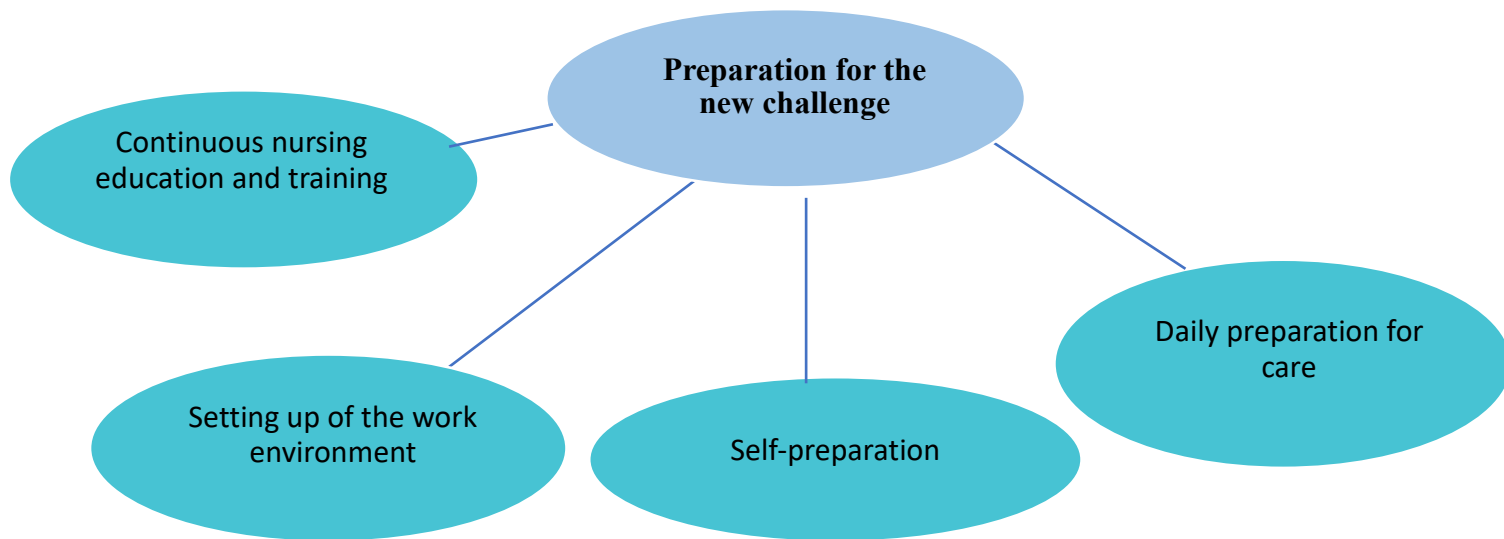 Preparation for the
new challenge
Continuous nursing
education and training
Setting up of the work
environment
Self-preparation
Daily preparation for
care